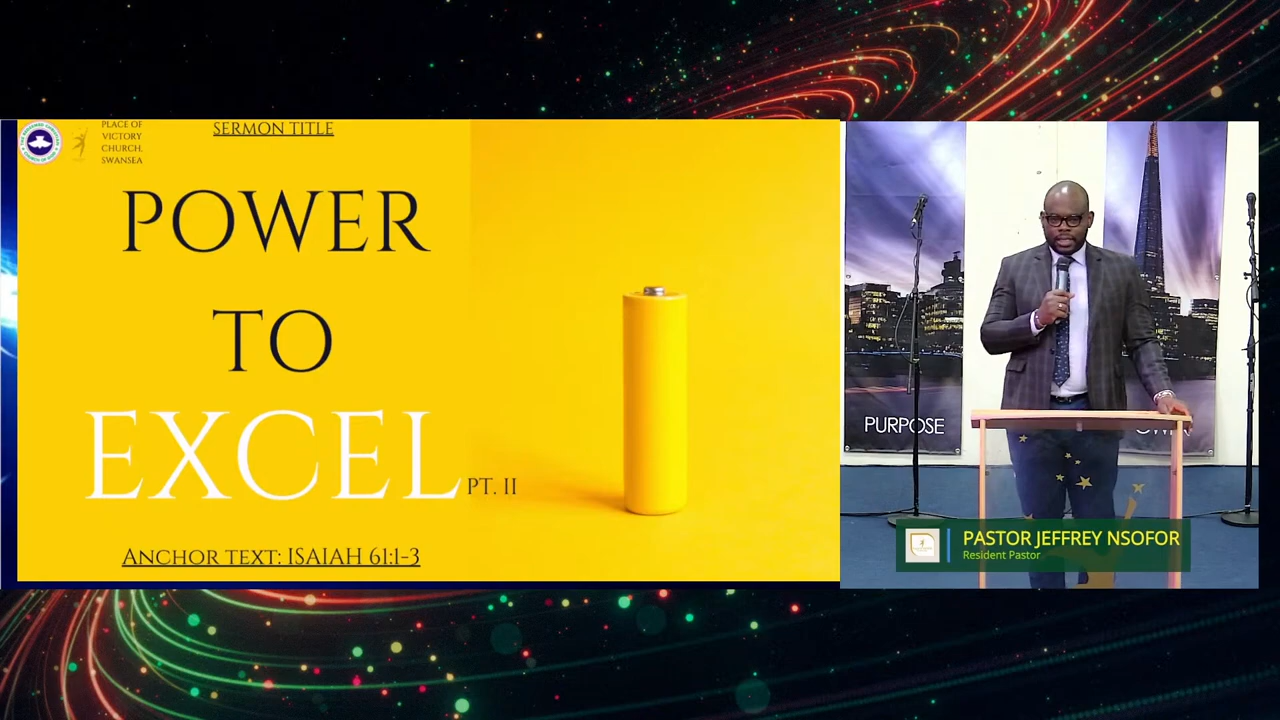 PLACE OF
VICTORY
CHURCH,
SWANSEA
SERMON TITLE
POWER
TO
EXCEL
PT. II
ANCHOR TEXT: ISAIAH 61:1-3
PURPOSE
PASTOR JEFFREY NSOFOR
Resident Pastor